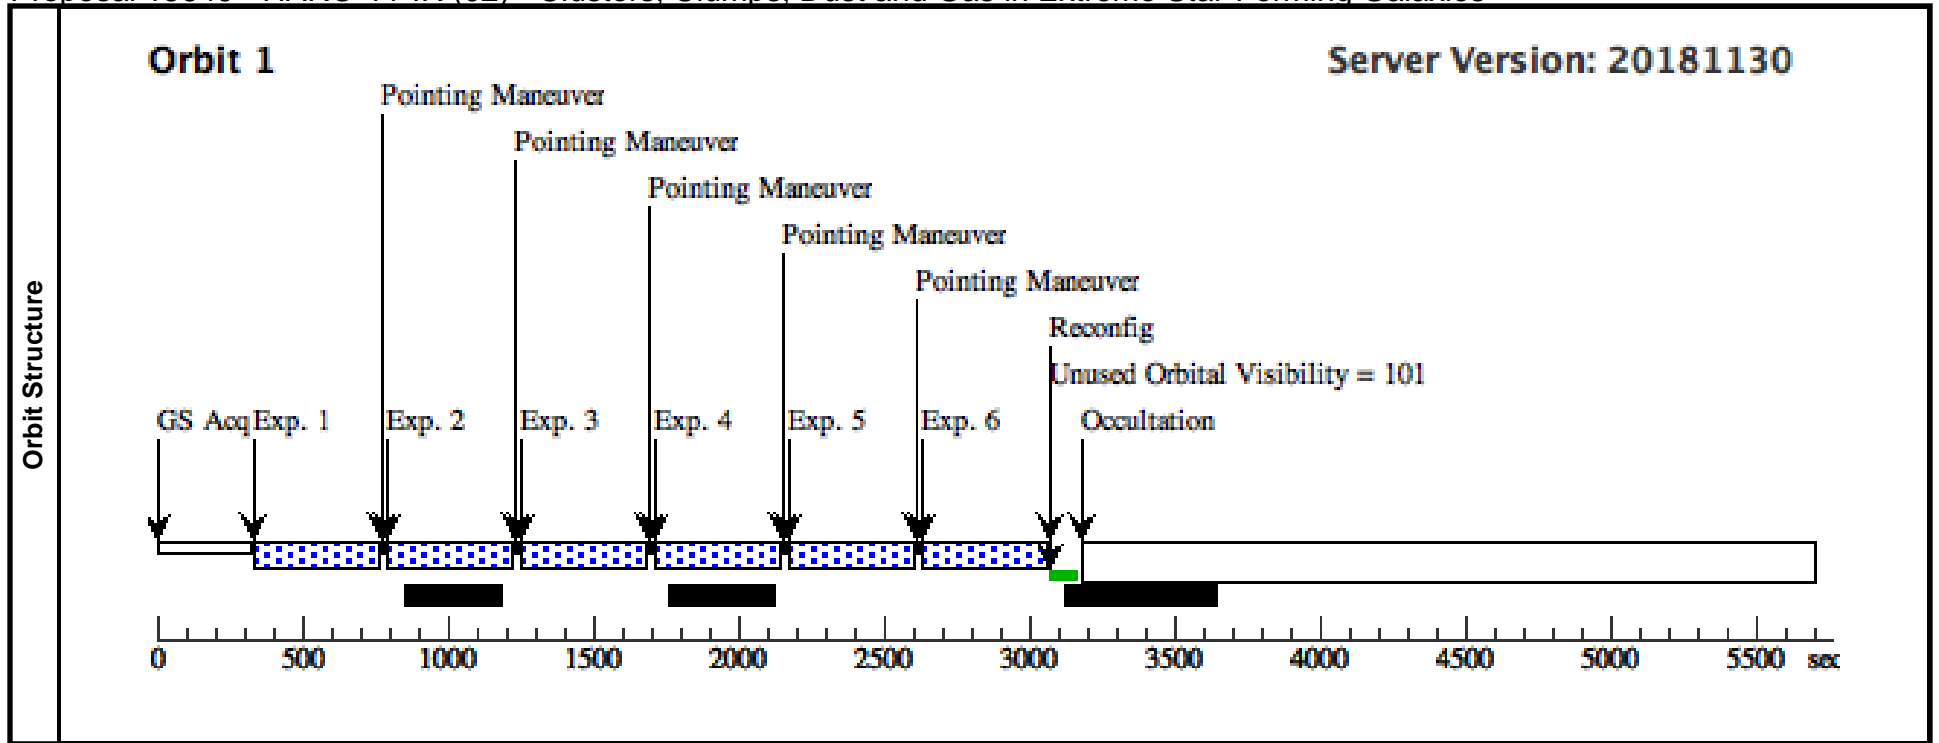 Orbit Structure
Orbit 1
Server Version: 20181130
Pointing Maneuver
Pointing Maneuver
Pointing Maneuver
Pointing Maneuver
Pointing Maneuver
Reconfig
Unused Orbital Visibility = 101
GS Acq Exp. 1 Exp. 2 Exp. 3 Exp. 4 Exp. 5 Exp. 6 Occultation
0 500 1000 1500 2000 2500 3000 3500 4000 4500 5000 5500 sec